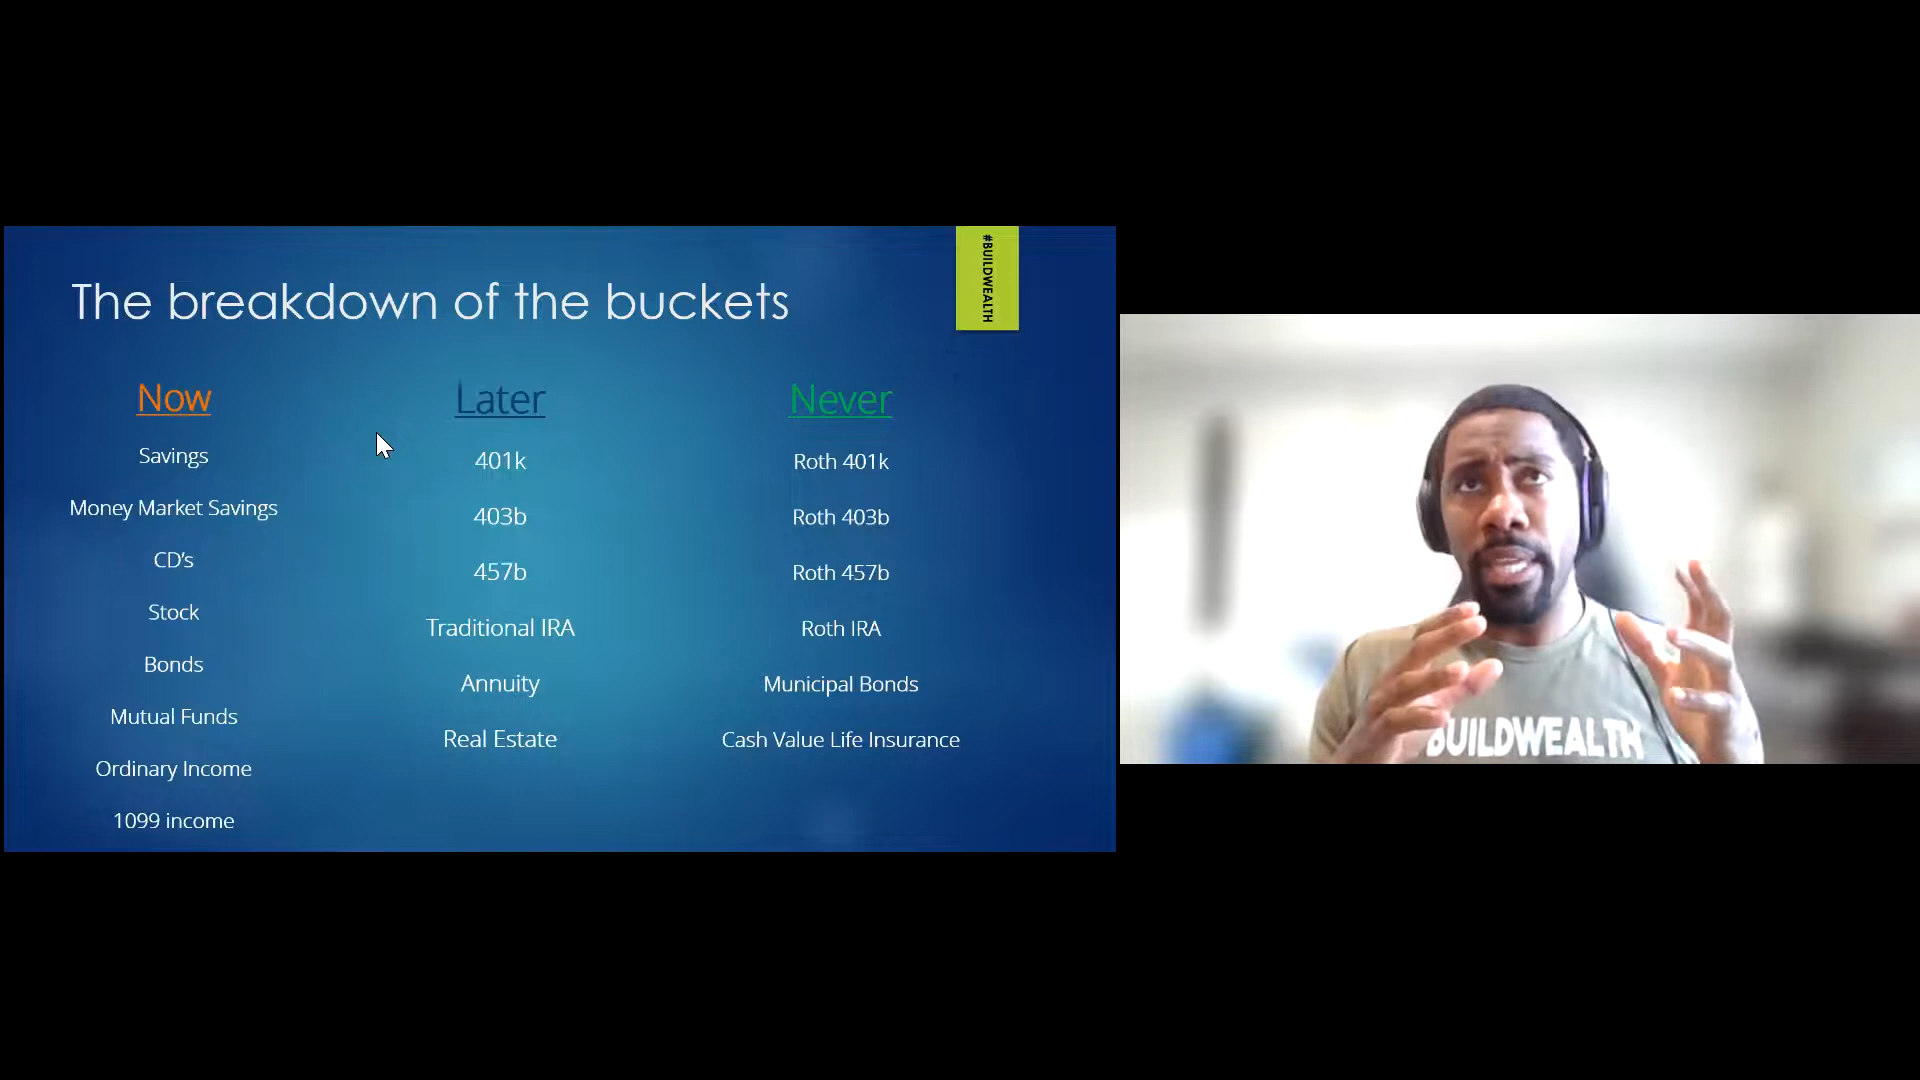 #BUILDWEALTH
The breakdown of the buckets
Now
Savings
Money Market Savings
CD's
Stock
Bonds
Mutual Funds
Ordinary Income
1099 income
Later
401k
403b
457b
Traditional IRA
Annuity
Real Estate
Never
Roth 401k
Roth 403b
Roth 457b
Roth IRA
Municipal Bonds
Cash Value Life Insurance
BUILDWEALTH